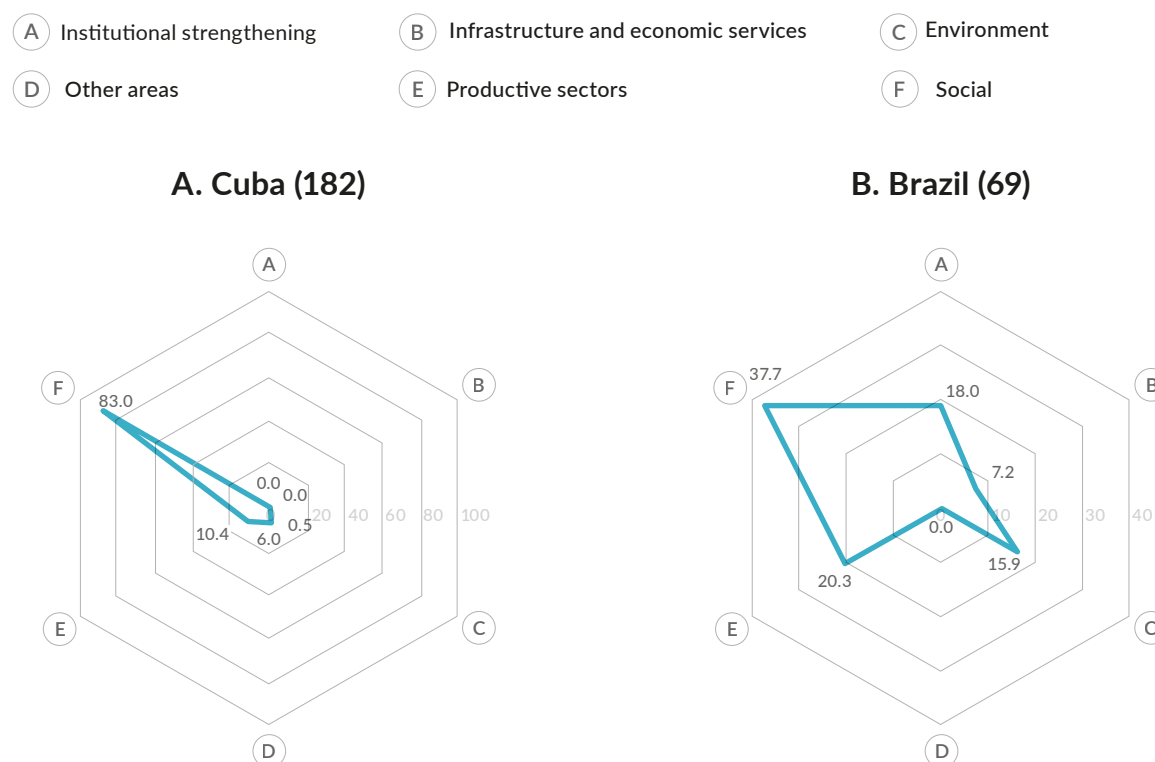 A Institutional strengthening
B Infrastructure and economic services
C Environment
D Other areas
E Productive sectors
F Social
A. Cuba (182)
B. Brazil (69)
A
A
F
B
F
37.7
B
83.0
18.0
0.0
0.0
7.2
0.5
20 40 60 80 100
10.4
6.0
0.0
10 20 30 40
15.9
20.3
E
C
E
C
D
D